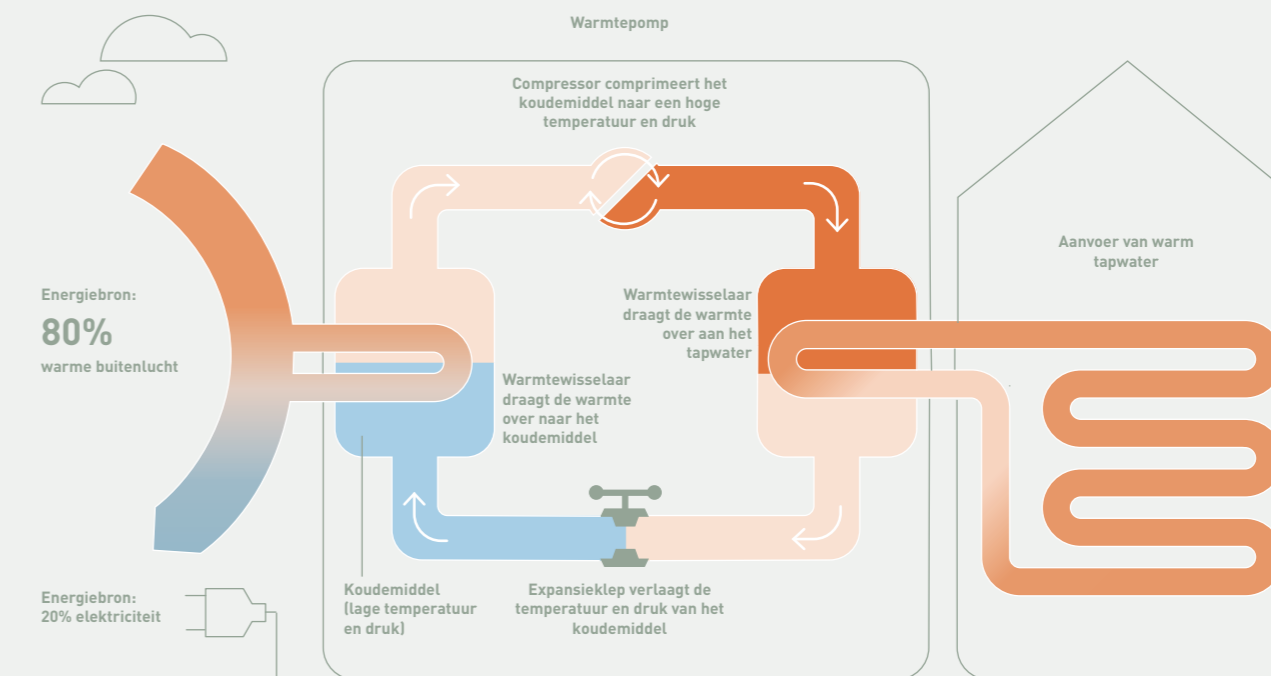 Warmtepomp
Compressor comprimeert het
koudemiddel naar een hoge
temperatuur en druk
Energiebron:
80%
warme buitenlucht
Warmtewisselaar
draagt de warmte
over naar het
koudemiddel
Warmtewisselaar
draagt de warmte
over aan het
tapwater
Aanvoer van warm
tapwater
Energiebron:
20% elektriciteit
Koudemiddel
(lage temperatuur
en druk)
Expansieklep verlaagt de
temperatuur en druk van het
koudemiddel